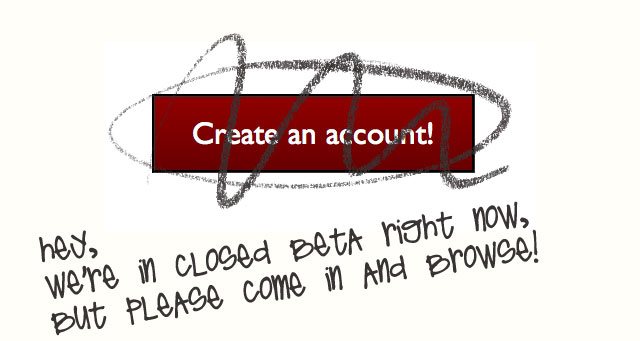 Create an account!
hey,
we're in closed beta right now,
but please come in and browse!